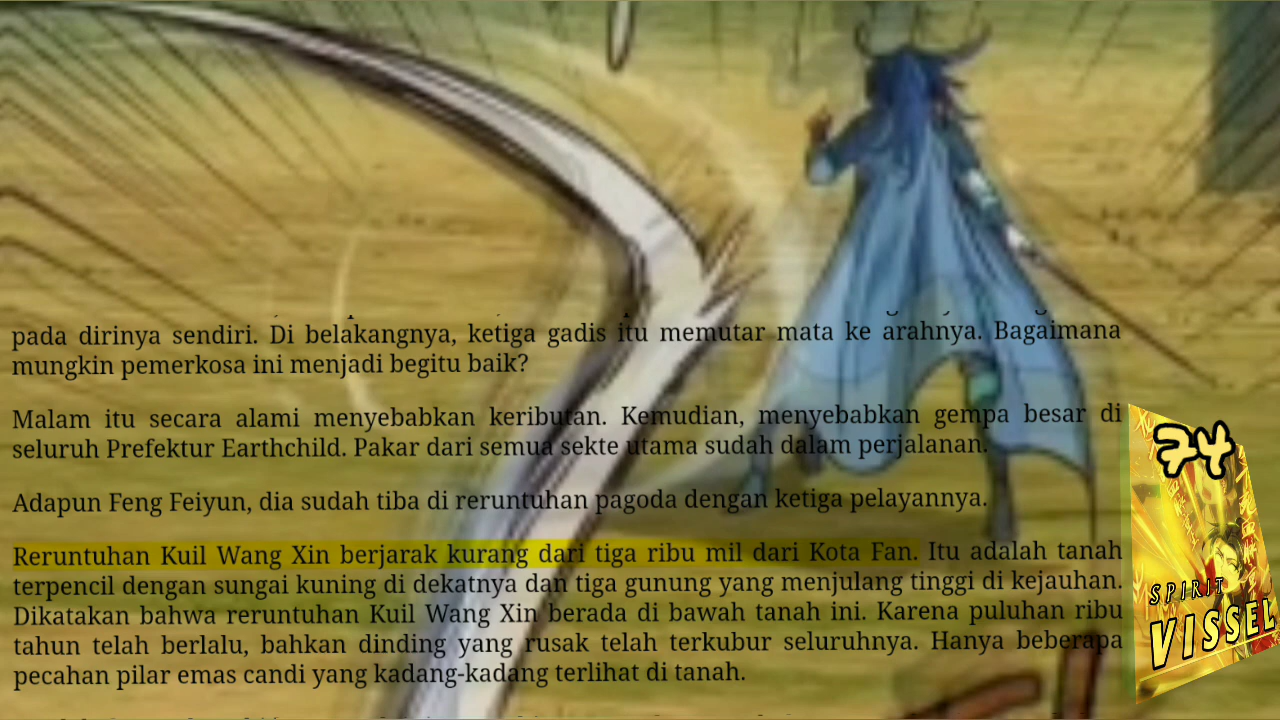 pada dirinya sendiri. Di belakangnya, ketiga gadis itu memutar mata ke arahnya. Bagaimana
mungkin pemerkosa ini menjadi begitu baik?
Malam itu secara alami menyebabkan keributan. Kemudian, menyebabkan gempa besar di
seluruh Prefektur Earthchild. Pakar dari semua sekte utama sudah dalam perjalanan.
Adapun Feng Feiyun, dia sudah tiba di reruntuhan pagoda dengan ketiga pelayannya.
Reruntuhan Kuil Wang Xin berjarak kurang dari tiga ribu mil dari Kota Fan. Itu adalah tanah
terpencil dengan sungai kuning di dekatnya dan tiga gunung yang menjulang tinggi di kejauhan.
Dikatakan bahwa reruntuhan Kuil Wang Xin berada di bawah tanah ini. Karena puluhan ribu
tahun telah berlalu, bahkan dinding yang rusak telah terkubur seluruhnya. Hanya beberapa
pecahan pilar emas candi yang kadang-kadang terlihat di tanah.
74
SPIRIT
VISSEL